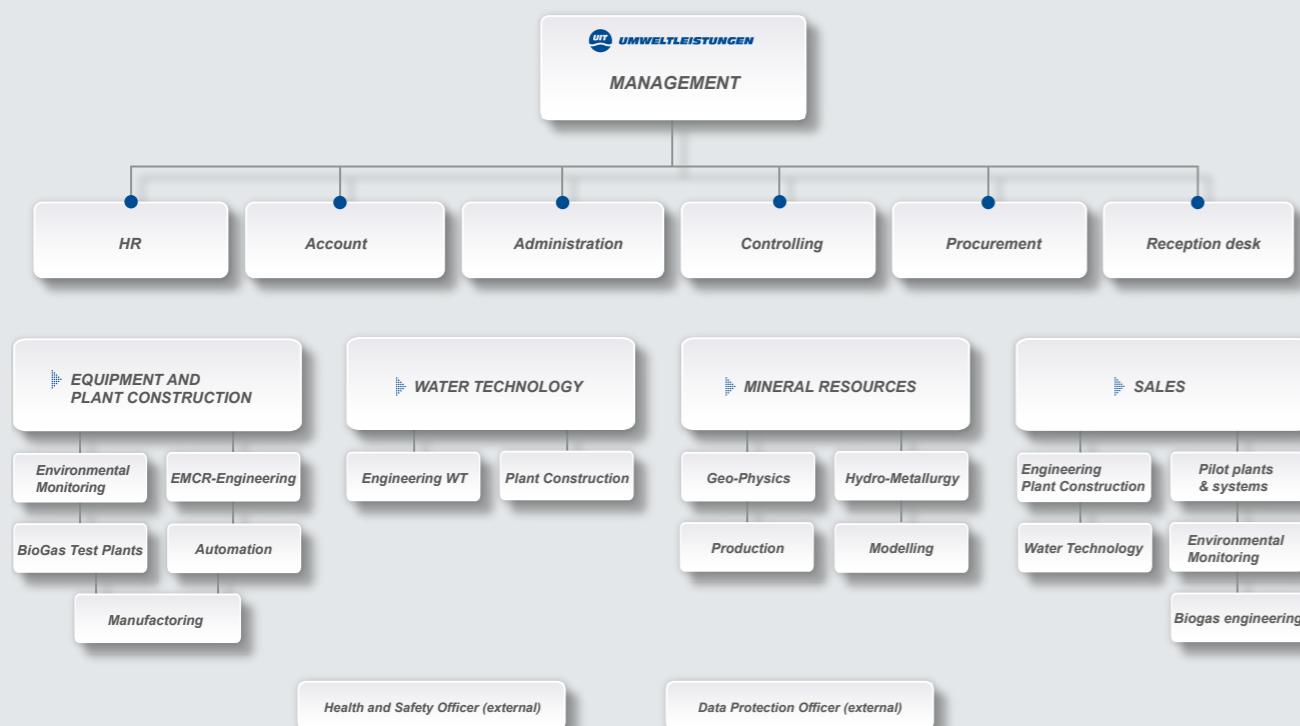 UIT UMWELTLEISTUNGEN
MANAGEMENT
HR
Account
Administration
Controlling
Procurement
Reception desk
EQUIPMENT AND
PLANT CONSTRUCTION
WATER TECHNOLOGY
MINERAL RESOURCES
SALES
Environmental
Monitoring
EMCR-Engineering
BioGas Test Plants
Automation
Manufactoring
Engineering WT
Plant Construction
Geo-Physics
Hydro-Metallurgy
Production
Modelling
Engineering
Plant Construction
Pilot plants
& systems
Water Technology
Environmental
Monitoring
Biogas engineering
Health and Safety Officer (external)
Data Protection Officer (external)